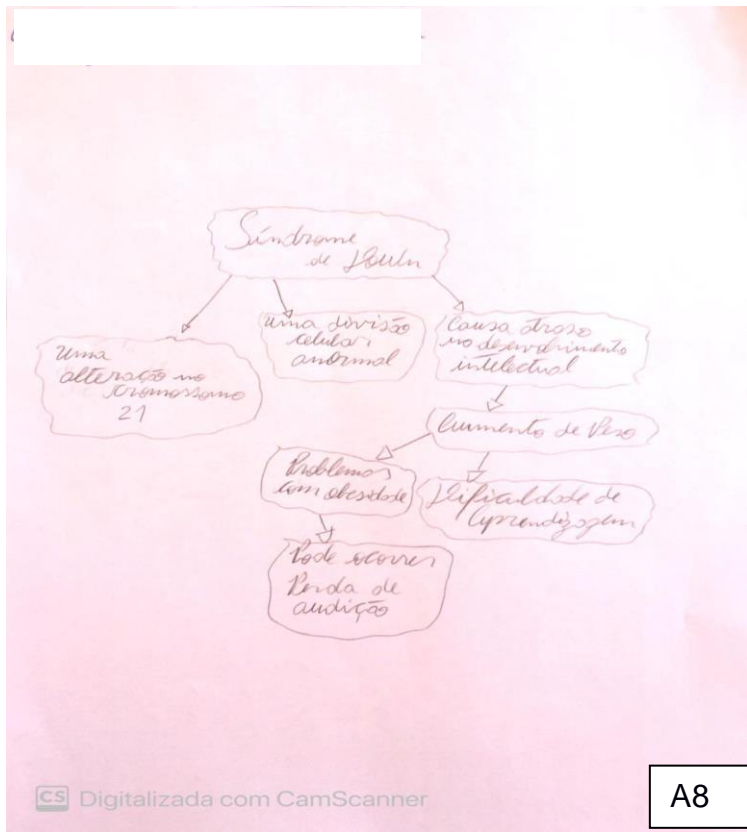 Síndrome
de Down
Uma
alteração no
cromossomo
21
uma divisão
celular
anormal
Causa atraso
no desenvolvimento
intelectual
Aumento de Peso
Problemas
com obesidade
Dificuldade de
Aprendizagem
Pode ocorrer
Perda de
audição
CS Digitalizada com CamScanner
A8